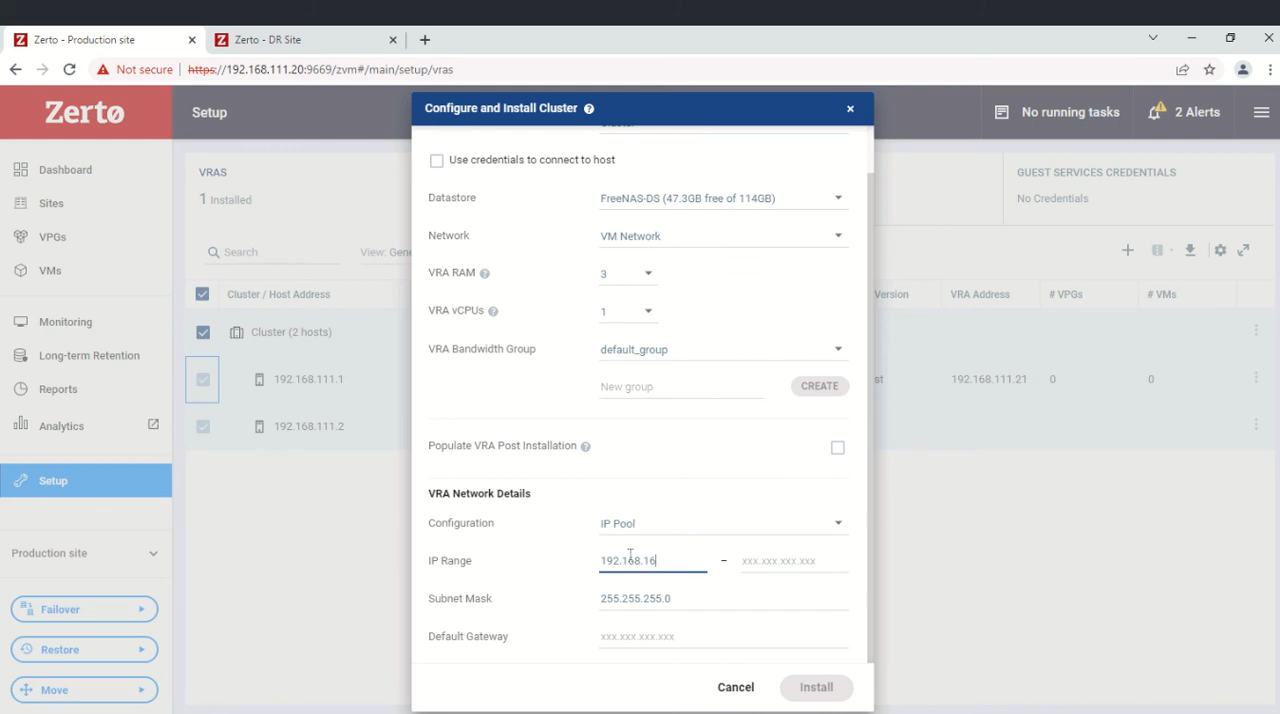 Zerto - Production site
Zerto - DR Site
Not secure
https://192.168.111.20:9669/zvm#/main/setup/vras
Zerto
Setup
Configure and Install Cluster
No running tasks
2 Alerts
Dashboard
Sites
VPGs
VMs
Monitoring
Long-term Retention
Reports
Analytics
Setup
Production site
Failover
Restore
Move
VRAS
1 Installed
GUEST SERVICES CREDENTIALS
No Credentials
Search
View: Gene
Cluster / Host Address
Version
VRA Address
# VPGs
# VMs
Cluster (2 hosts)
192.168.111.1
st
192.168.111.21
0
0
192.168.111.2
Use credentials to connect to host
Datastore
FreeNAS-DS (47.3GB free of 114GB)
Network
VM Network
VRA RAM
3
VRA vCPUs
1
VRA Bandwidth Group
default_group
New group
CREATE
Populate VRA Post Installation
VRA Network Details
Configuration
IP Pool
IP Range
192.168.16
–
xxx.xxx.xxx.xxx
Subnet Mask
255.255.255.0
Default Gateway
xxx.xxx.xxx.xxx
Cancel
Install